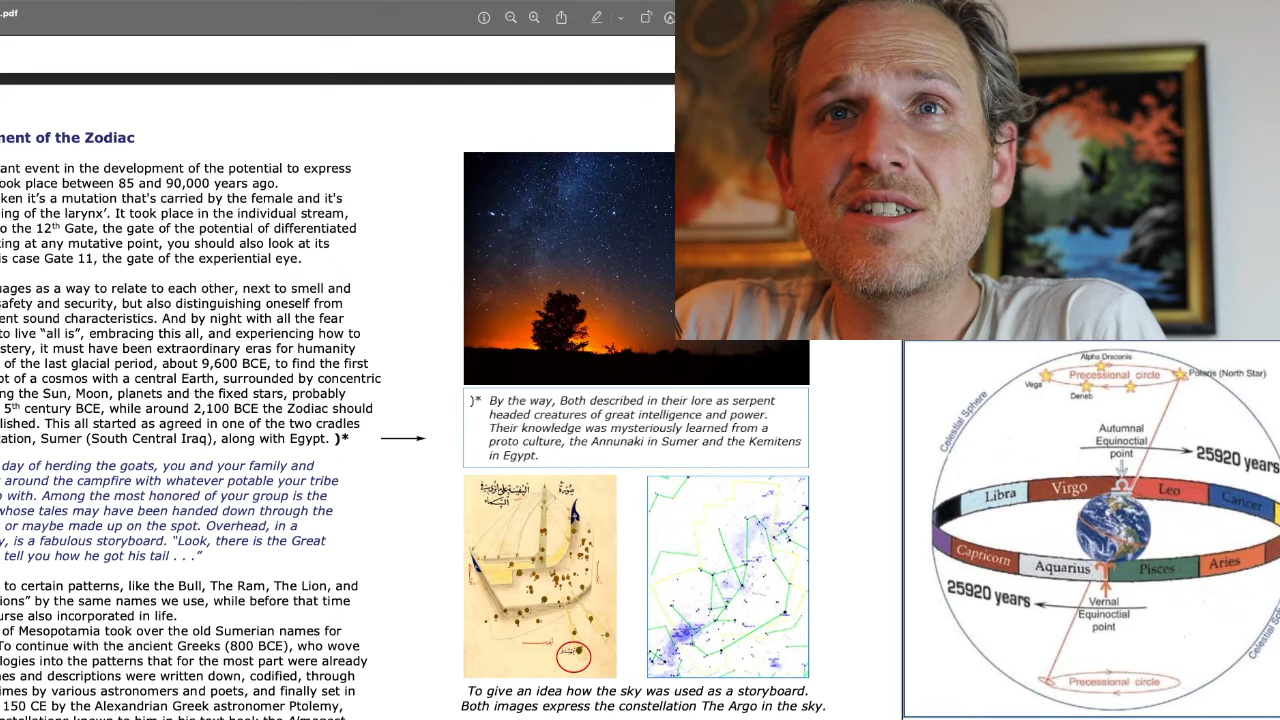 .pdf
ment of the Zodiac
ant event in the development of the potential to express
ook place between 85 and 90,000 years ago.
ken it's a mutation that's carried by the female and it's
ing of the larynx’. It took place in the individual stream,
o the 12th Gate, the gate of the potential of differentiated
ing at any mutative point, you should also look at its
is case Gate 11, the gate of the experiential eye.
uages as a way to relate to each other, next to smell and
safety and security, but also distinguishing oneself from
ent sound characteristics. And by night with all the fear
to live “all is”, embracing this all, and experiencing how to
stery, it must have been extraordinary eras for humanity
of the last glacial period, about 9,600 BCE, to find the first
pt of a cosmos with a central Earth, surrounded by concentric
ng the Sun, Moon, planets and the fixed stars, probably
5th century BCE, while around 2,100 BCE the Zodiac should
lished. This all started as agreed in one of the two cradles
ation, Sumer (South Central Iraq), along with Egypt. )*
day of herding the goats, you and your family and
around the campfire with whatever potable your tribe
p with. Among the most honored of your group is the
whose tales may have been handed down through the
or maybe made up on the spot. Overhead, in a
y, is a fabulous storyboard. “Look, there is the Great
tell you how he got his tail . . .”
to certain patterns, like the Bull, The Ram, The Lion, and
ions” by the same names we use, while before that time
urse also incorporated in life.
of Mesopotamia took over the old Sumerian names for
To continue with the ancient Greeks (800 BCE), who wove
ologies into the patterns that for the most part were already
nes and descriptions were written down, codified, through
imes by various astronomers and poets, and finally set in
150 CE by the Alexandrian Greek astronomer Ptolemy,
onstellations known to him in his text book the Almagest
)* By the way, Both described in their lore as serpent
headed creatures of great intelligence and power.
Their knowledge was mysteriously learned from a
proto culture, the Annunaki in Sumer and the Kemitens
in Egypt.
To give an idea how the sky was used as a storyboard.
Both images express the constellation The Argo in the sky.
Alpha Draconis
Precessional circle
Polaris (North Star)
Vega
Deneb
Celestial Sphere
Autumnal
Equinoctial
point
25920 years
Libra
Virgo
Leo
Cancer
Capricorn
Aquarius
Pisces
Aries
25920 years
Vernal
Equinoctial
point
Precessional circle
Celestial Sp